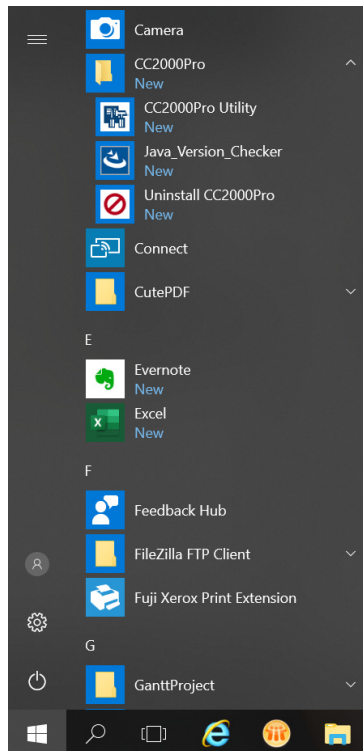 Camera
CC2000Pro
New
CC2000Pro Utility
New
Java_Version_Checker
New
Uninstall CC2000Pro
New
Connect
CutePDF
E
Evernote
New
Excel
New
F
Feedback Hub
FileZilla FTP Client
Fuji Xerox Print Extension
G
GanttProject